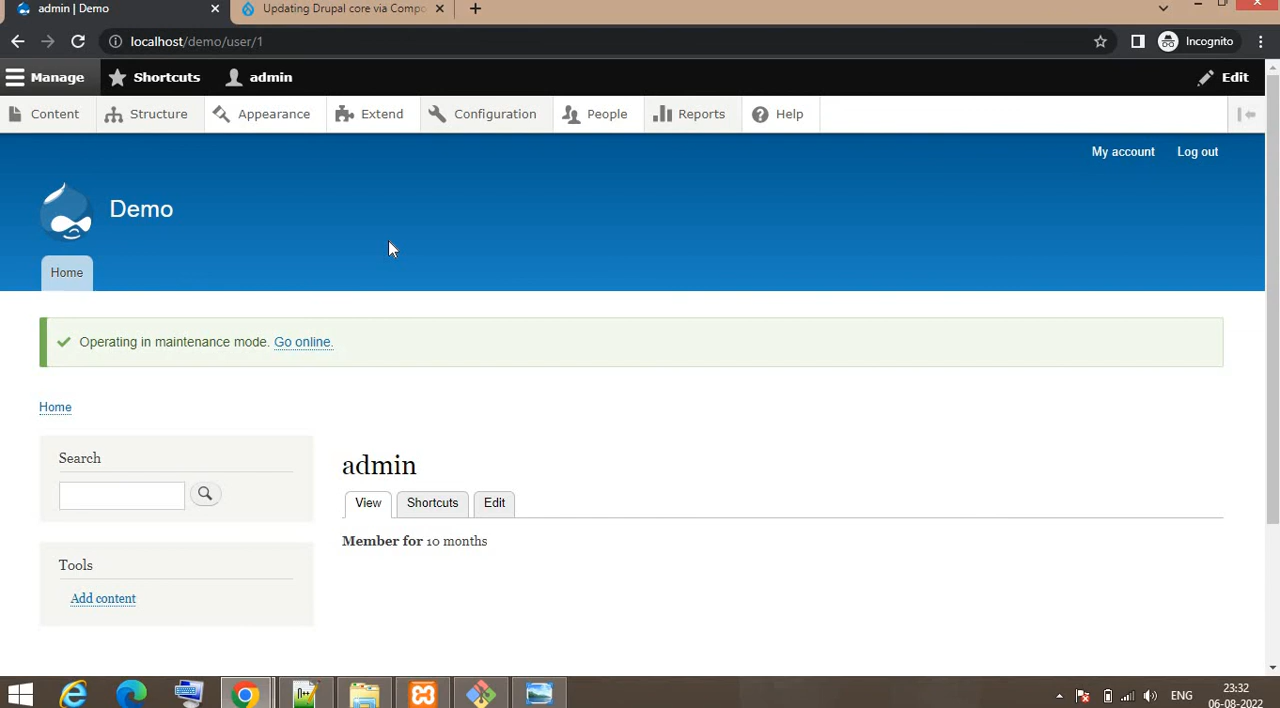 admin | Demo
Updating Drupal core via Compo
localhost/demo/user/1
Incognito
Manage Shortcuts admin Edit
Content Structure Appearance Extend Configuration People Reports Help
My account Log out
Demo
Home
Operating in maintenance mode. Go online.
Home
Search
admin
View Shortcuts Edit
Member for 10 months
Tools
Add content
ENG
23:32
06-08-2022